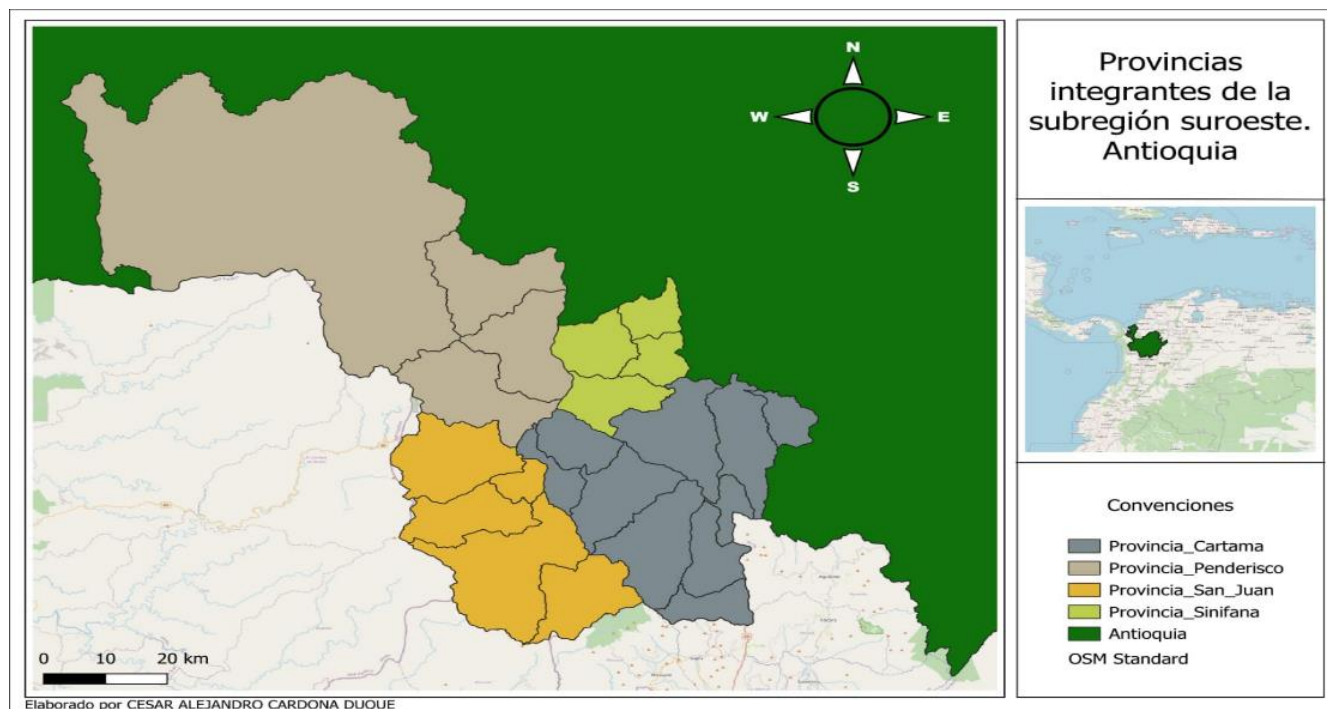 N
W
E
S
0 10 20 km
Elaborado por CESAR ALEJANDRO CARDONA DUQUE
Provincias
integrantes de la
subregión suroeste.
Antioquia
Convenciones
Provincia_Cartama
Provincia_Penderisco
Provincia_San_Juan
Provincia_Sinifana
Antioquia
OSM Standard